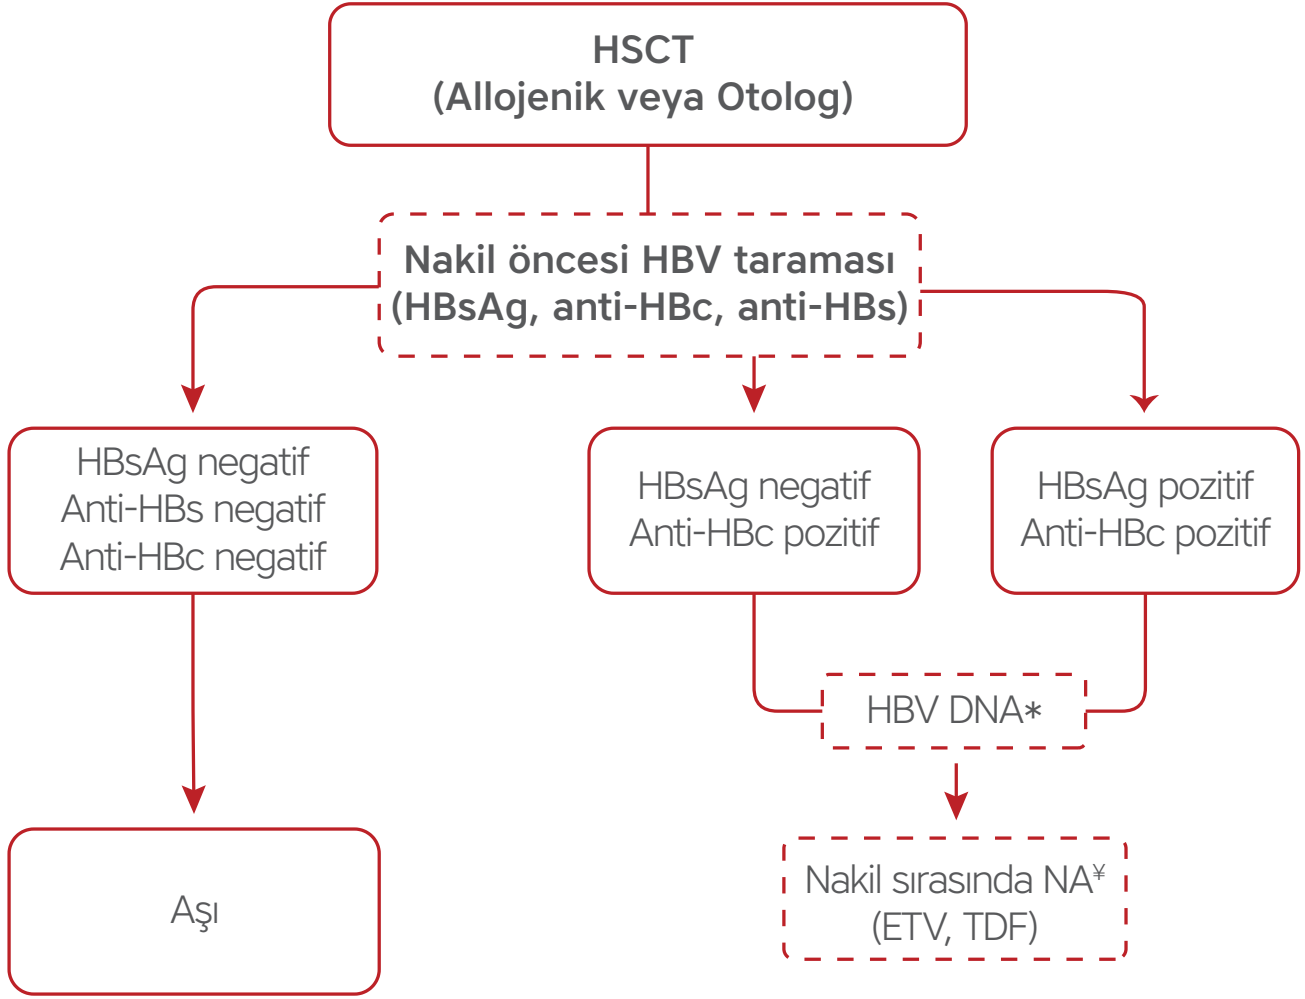 HSCT
(Allojenik veya Otolog)
Nakil öncesi HBV taraması
(HBsAg, anti-HBc, anti-HBs)
HBsAg negatif
Anti-HBs negatif
Anti-HBc negatif
HBsAg negatif
Anti-HBc pozitif
HBsAg pozitif
Anti-HBc pozitif
HBV DNA*
Aşı
Nakil sırasında NA¥
(ETV, TDF)